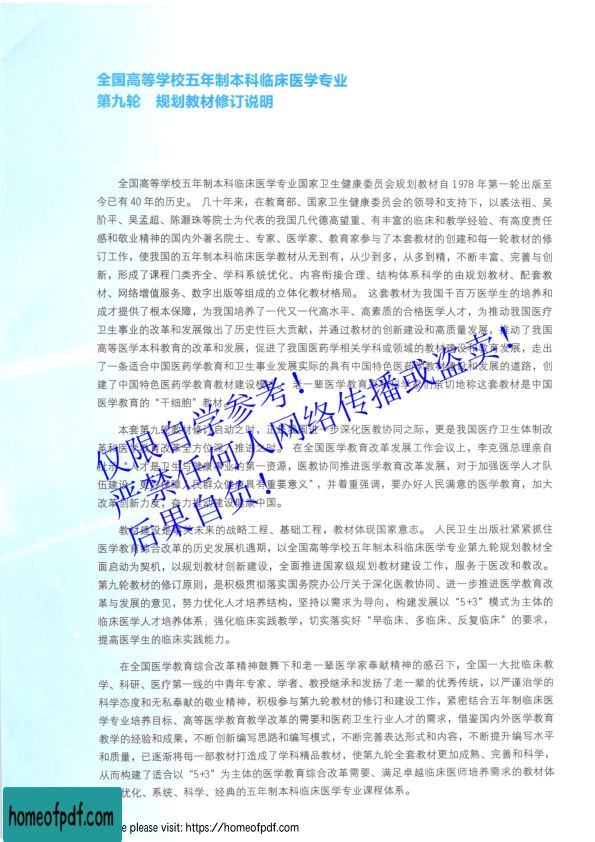 全国高等学校五年制本科临床医学专业
第九轮 规划教材修订说明
全国高等学校五年制本科临床医学专业国家卫生健康委员会规划教材自 1978 年第一轮出版至
今已有 40 年的历史。 几十年来，在教育部、国家卫生健康委员会的领导和支持下，以裘法祖、吴
阶平、吴孟超、陈灏珠等院士为代表的我国几代德高望重、有丰富的临床和教学经验、有高度责任
感和敬业精神的国内外著名院士、专家、医学家、教育家参与了本套教材的创建和每一轮教材的修
订工作，使我国的五年制本科临床医学教材从无到有，从少到多，从多到精，不断丰富、完善与创
新，形成了课程门类齐全、学科系统优化、内容衔接合理、结构体系科学的由规划教材、配套教
材、网络增值服务、数字出版等组成的立体化教材格局。 这套教材为我国千百万医学生的培养和
成才提供了根本保障，为我国培养了一代又一代高水平、高素质的合格医学人才，为推动我国医疗
卫生事业的改革和发展做出了历史性巨大贡献，并通过教材的创新建设和高质量发展，推动了我国
高等医学本科教育的改革和发展，促进了我国医药学相关学科或领域的教材建设和教育发展，走出
了一条适合中国医药学教育和卫生事业发展实际的具有中国特色医药学教材建设和发展的道路，创
建了中国特色医药学教育教材建设模式。老一辈医学教育家和科学家们亲切地称这套教材是中国
医学教育的“干细胞”教材。
本套第九轮教材修订启动之时，正是我国进一步深化医教协同之际，更是我国医疗卫生体制改
革和医学教育改革全方位深入推进之时。 在全国医学教育改革发展工作会议上，李克强总理亲自
批示“人才是卫生与健康事业的第一资源，医教协同推进医学教育改革发展，对于加强医学人才队
伍建设、更好保障人民群众健康具有重要意义”，并着重强调，要办好人民满意的医学教育，加大
改革创新力度，奋力推动建设健康中国。
教材建设是事关未来的战略工程、基础工程，教材体现国家意志。 人民卫生出版社紧紧抓住
医学教育综合改革的历史发展机遇期，以全国高等学校五年制本科临床医学专业第九轮规划教材全
面启动为契机，以规划教材创新建设，全面推进国家级规划教材建设工作，服务于医改和教改。
第九轮教材的修订原则，是积极贯彻落实国务院办公厅关于深化医教协同、进一步推进医学教育改
革与发展的意见，努力优化人才培养结构，坚持以需求为导向，构建发展以“5+3”模式为主体的
临床医学人才培养体系；强化临床实践教学，切实落实好“早临床、多临床、反复临床”的要求，
提高医学生的临床实践能力。
在全国医学教育综合改革精神鼓舞下和老一辈医学家奉献精神的感召下，全国一大批临床教
学、科研、医疗第一线的中青年专家、学者、教授继承和发扬了老一辈的优秀传统，以严谨治学的
科学态度和无私奉献的敬业精神，积极参与第九轮教材的修订和建设工作，紧密结合五年制临床医
学专业培养目标、高等医学教育教学改革的需要和医药卫生行业人才的需求，借鉴国内外医学教育
教学的经验和成果，不断创新编写思路和编写模式，不断完善表达形式和内容，不断提升编写水平
和质量，已逐渐将每一部教材打造成了学科精品教材，使第九轮全套教材更加成熟、完善和科学，
从而构建了适合以“5+3”为主体的医学教育综合改革需要、满足卓越临床医师培养需求的教材体
优化、系统、科学、经典的五年制本科临床医学专业课程体系。
仅限自学参考！
严禁任何人网络传播或盗卖！
后果自负！
homeofpdf.com
e please visit: https://homeofpdf.com